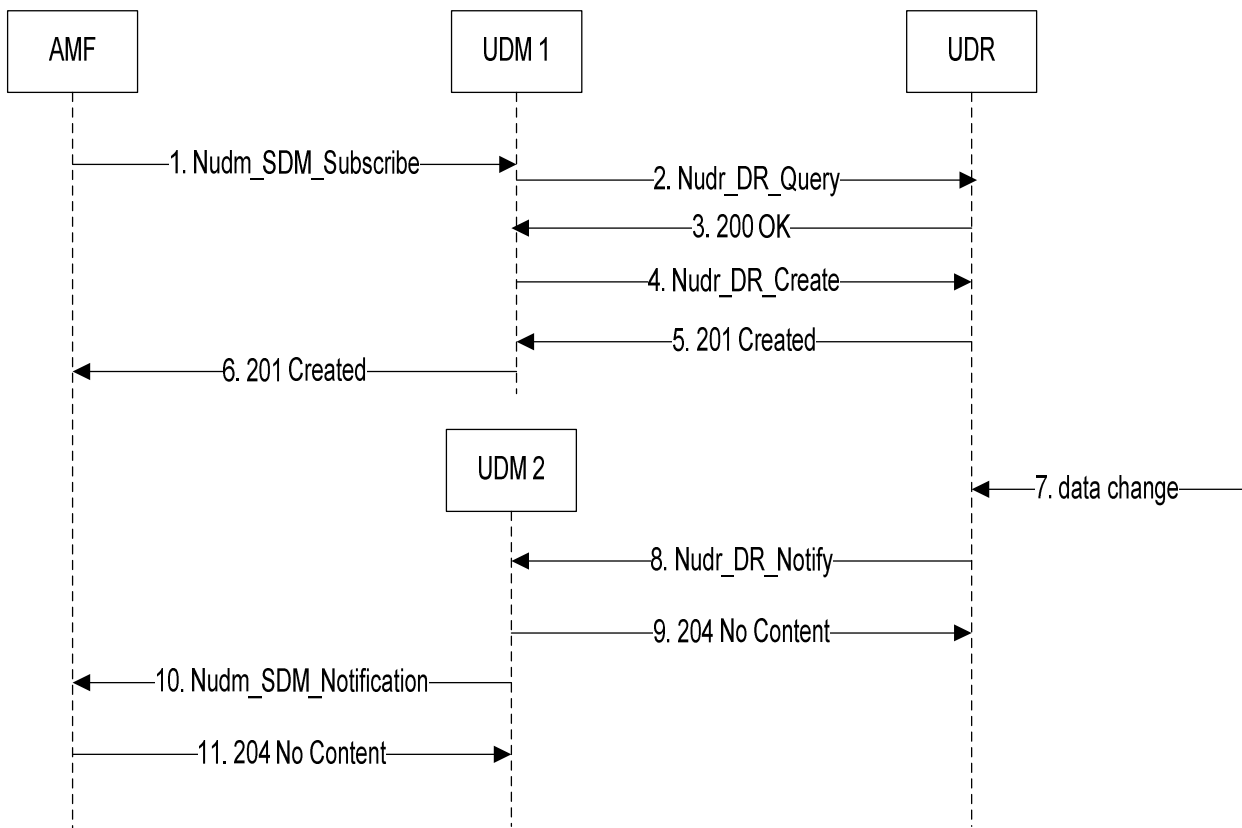 AMF
UDM 1
UDR
1. Nudm_SDM_Subscribe
2. Nudr_DR_Query
3. 200 OK
4. Nudr_DR_Create
5. 201 Created
6. 201 Created
UDM 2
7. data change
8. Nudr_DR_Notify
9. 204 No Content
10. Nudm_SDM_Notification
11. 204 No Content